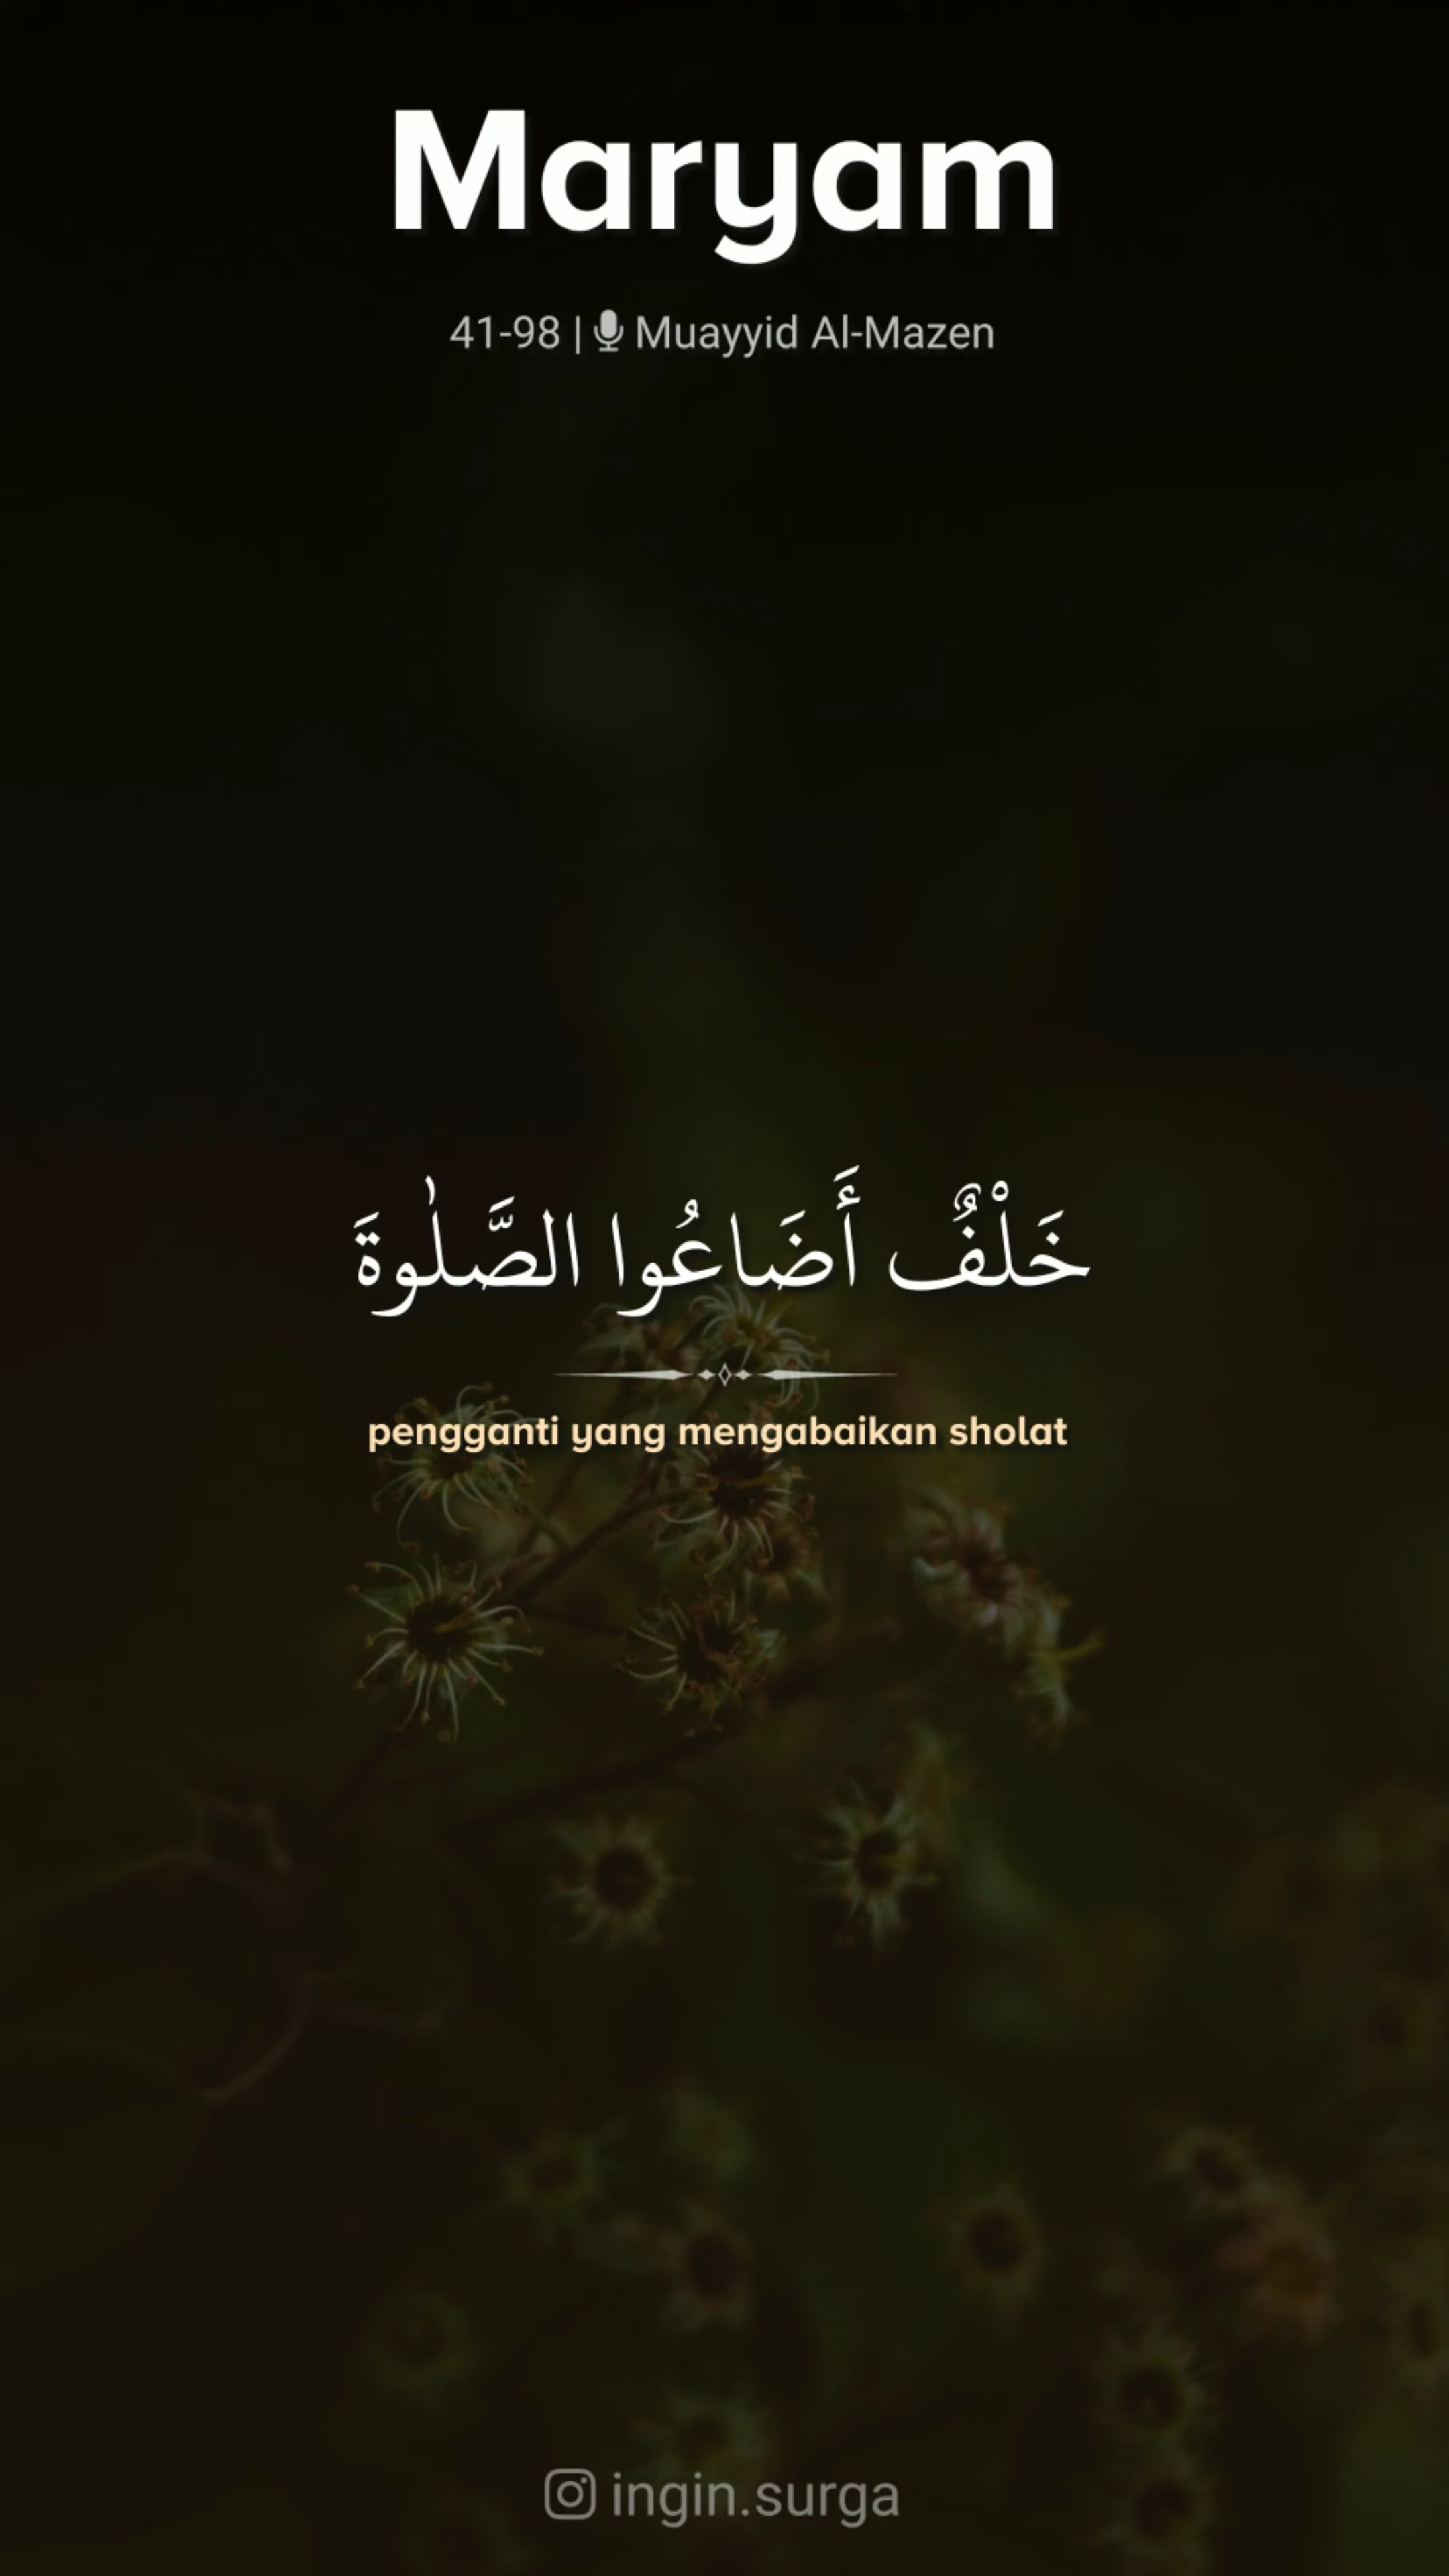 Maryam
41-98 | Muayyid Al-Mazen
خَلْفٌ أَضَاعُوا الصَّلٰوةَ
pengganti yang mengabaikan sholat
ingin.surga